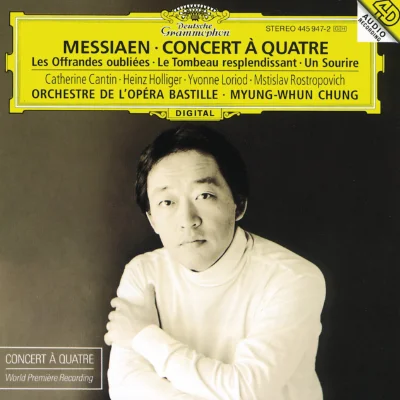 Deutsche
Grammophon
STEREO 445 947-2
4D
AUDIO
RECORDING
MESSIAEN · CONCERT À QUATRE
Les Offrandes oubliées · Le Tombeau resplendissant · Un Sourire
Catherine Cantin · Heinz Holliger · Yvonne Loriod · Mstislav Rostropovich
ORCHESTRE DE L'OPÉRA BASTILLE · MYUNG-WHUN CHUNG
DIGITAL
CONCERT À QUATRE
World Première Recording